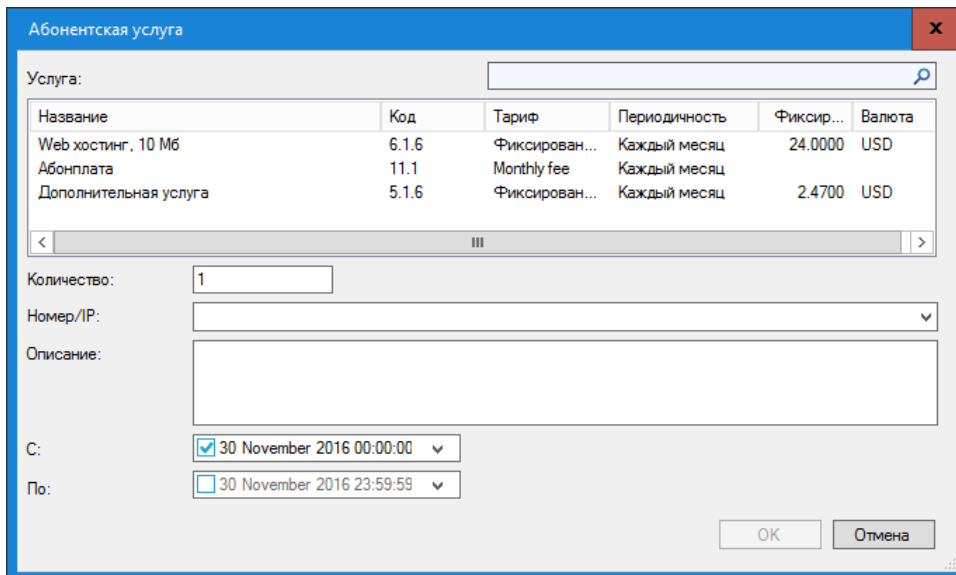 Абонентская услуга
Услуга:
Название Код Тариф Периодичность Фиксир... Валюта
Web хостинг, 10 Мб 6.1.6 Фиксирован... Каждый месяц 24.0000 USD
Абонплата 11.1 Monthly fee Каждый месяц
Дополнительная услуга 5.1.6 Фиксирован... Каждый месяц 2.4700 USD
Количество: 1
Номер/IP:
Описание:
С: 30 November 2016 00:00:00
По: 30 November 2016 23:59:59
OK Отмена